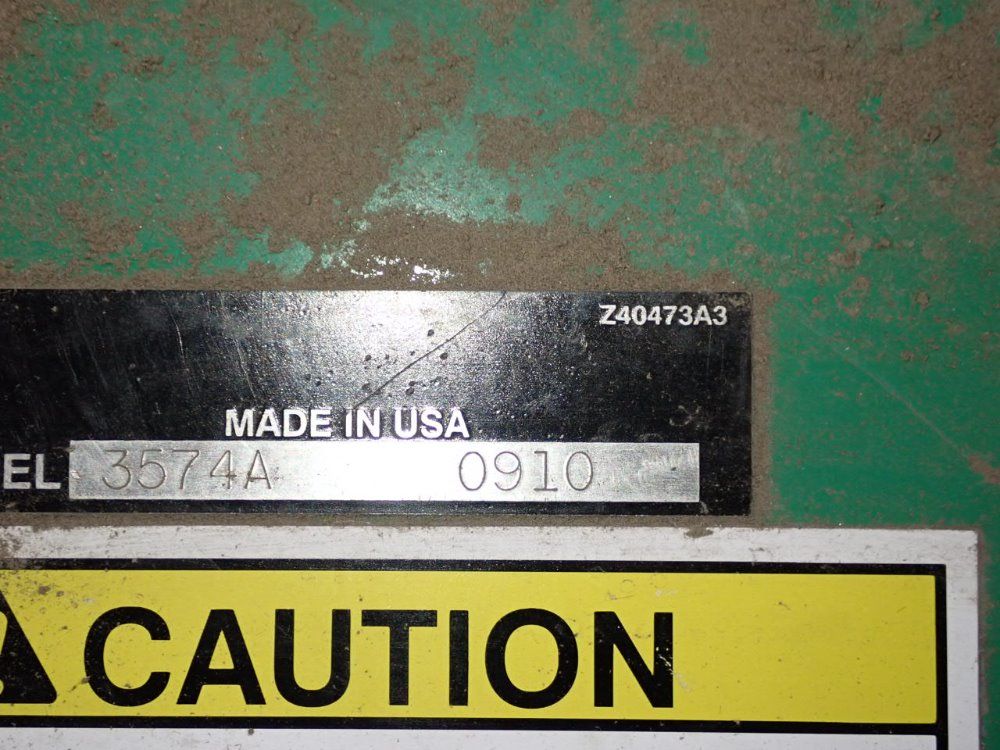 Z40473A3
MADE IN USA
EL 3574A 0910
CAUTION